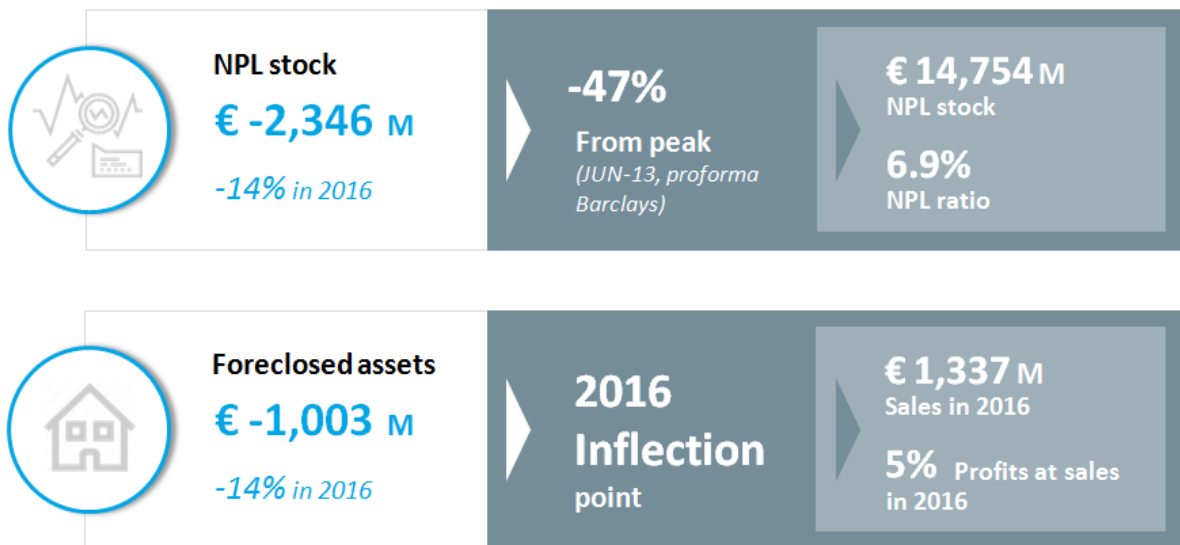 NPL stock
€ -2,346 M
-14% in 2016
-47%
From peak
(JUN-13, proforma
Barclays)
€ 14,754 M
NPL stock
6.9%
NPL ratio
Foreclosed assets
€ -1,003 M
-14% in 2016
2016
Inflection
point
€ 1,337 M
Sales in 2016
5% Profits at sales
in 2016